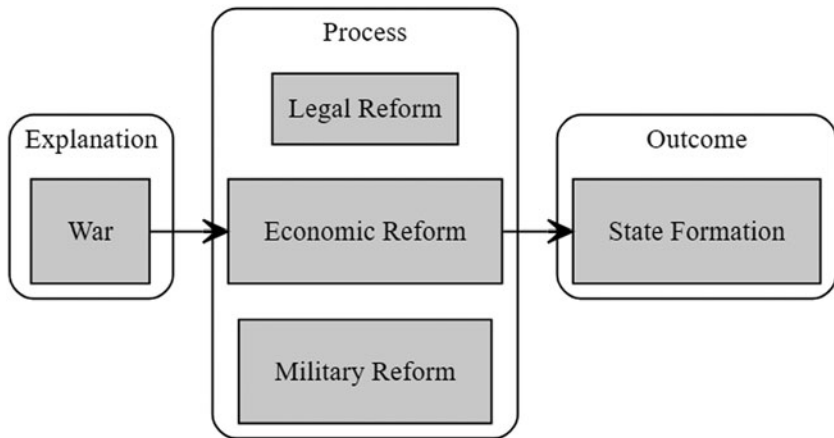 Explanation
War
Process
Legal Reform
Economic Reform
Military Reform
Outcome
State Formation